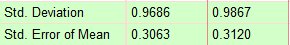 Std. Deviation 0.9686 0.9867
Std. Error of Mean 0.3063 0.3120